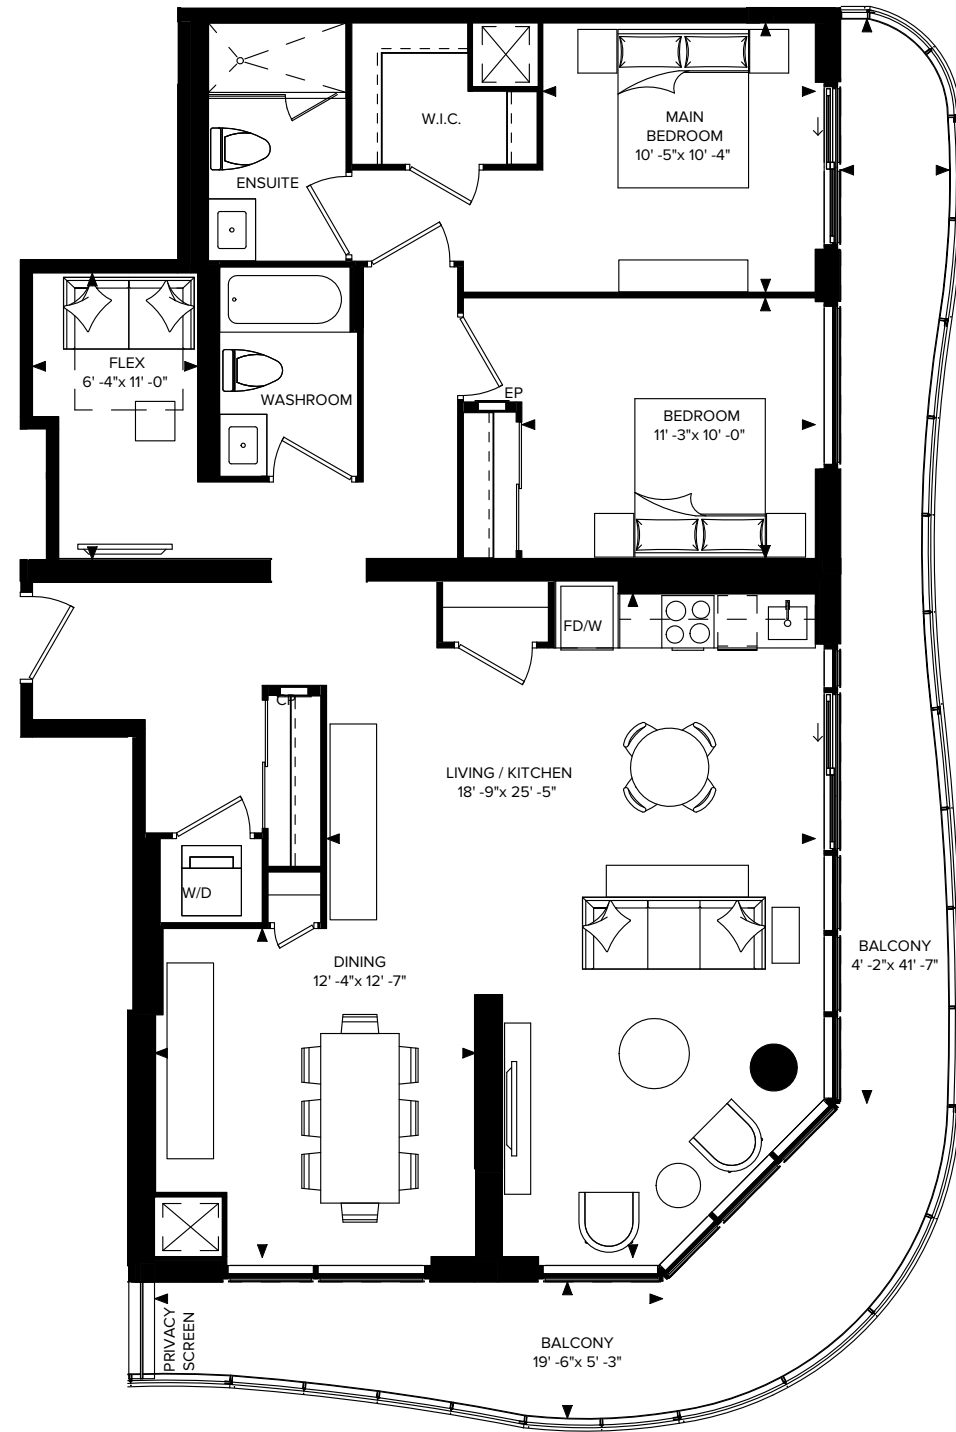 MAIN
BEDROOM
10' -5"x 10' -4"
W.I.C.
ENSUITE
FLEX
6' -4"x 11' -0"
WASHROOM
EP
BEDROOM
11' -3"x 10' -0"
FD/W
LIVING / KITCHEN
18' -9"x 25' -5"
W/D
DINING
12' -4"x 12' -7"
BALCONY
4' -2"x 41' -7"
PRIVACY
SCREEN
BALCONY
19' -6"x 5' -3"